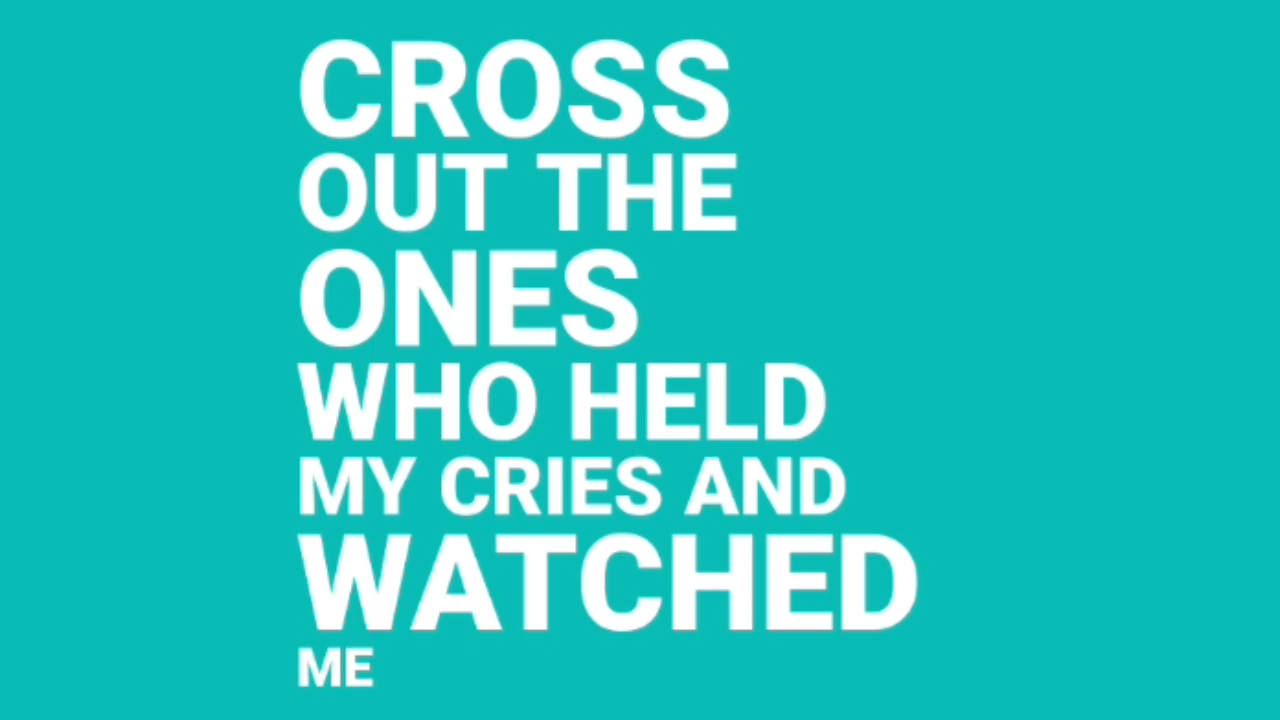 CROSS
OUT THE
ONES
WHO HELD
MY CRIES AND
WATCHED
ME